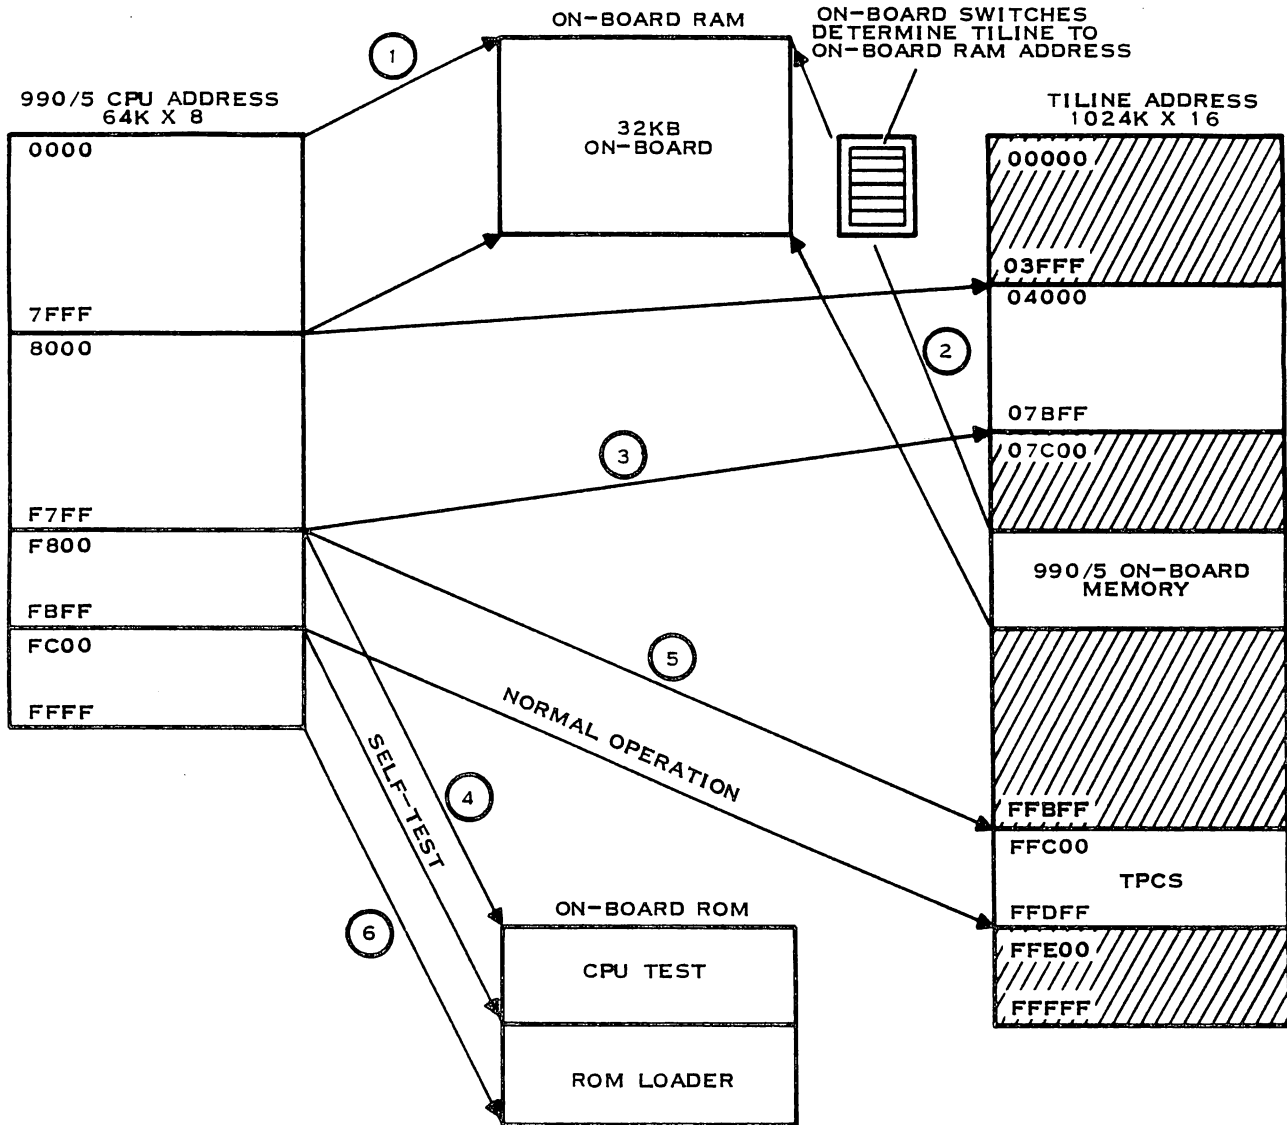 ON-BOARD RAM
ON-BOARD SWITCHES
DETERMINE TILINE TO
ON-BOARD RAM ADDRESS
1
990/5 CPU ADDRESS
64K X 8
TILINE ADDRESS
1024K X 16
32KB
ON-BOARD
0000
7FFF
8000
F7FF
F800
FBFF
FC00
FFFF
00000
03FFF
04000
07BFF
07C00
990/5 ON-BOARD
MEMORY
FFBFF
FFC00
TPCS
FFDFF
FFE00
FFFFF
2
3
5
NORMAL OPERATION
SELF-TEST
4
6
ON-BOARD ROM
CPU TEST
ROM LOADER